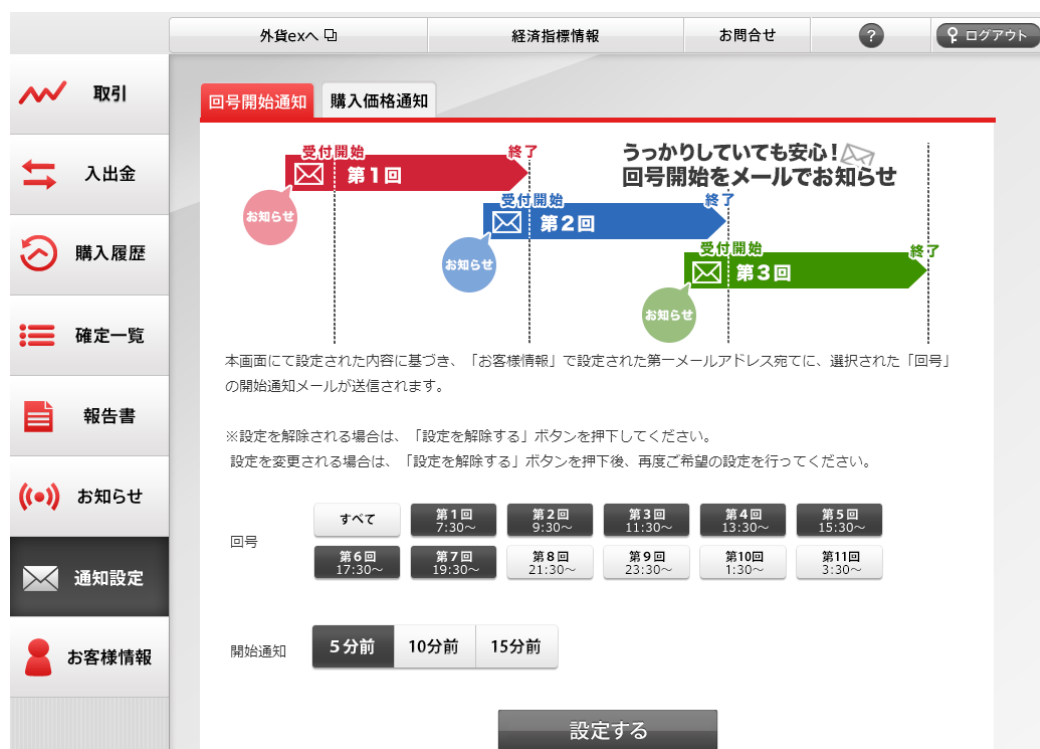 外貨exへ
経済指標情報
お問合せ
?
ログアウト
取引
入出金
購入履歴
確定一覧
報告書
お知らせ
通知設定
お客様情報
回号開始通知
購入価格通知
受付開始
終了
第1回
お知らせ
うっかりしていても安心!
回号開始をメールでお知らせ
受付開始
終了
第2回
お知らせ
受付開始
終了
第3回
お知らせ
本画面にて設定された内容に基づき、「お客様情報」で設定された第一メールアドレス宛てに、選択された「回号」
の開始通知メールが送信されます。
※設定を解除される場合は、「設定を解除する」ボタンを押下してください。
設定を変更される場合は、「設定を解除する」ボタンを押下後、再度ご希望の設定を行ってください。
回号
すべて
第1回
7:30～
第2回
9:30～
第3回
11:30～
第4回
13:30～
第5回
15:30～
第6回
17:30～
第7回
19:30～
第8回
21:30～
第9回
23:30～
第10回
1:30～
第11回
3:30～
開始通知
5分前
10分前
15分前
設定する